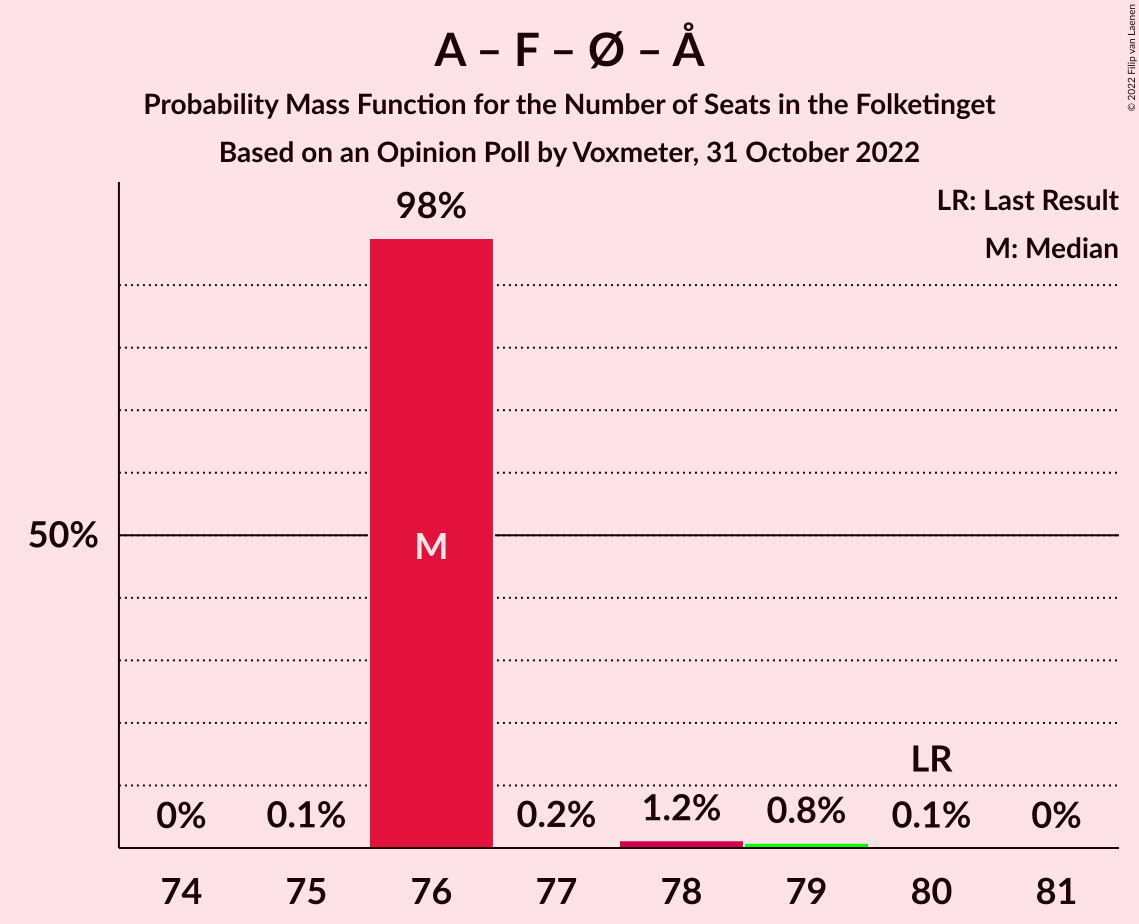 A – F – Ø – Å
Probability Mass Function for the Number of Seats in the Folketinget
Based on an Opinion Poll by Voxmeter, 31 October 2022
© 2022 Filip van Laenen
LR: Last Result
M: Median
98%
50%
M
LR
0%
0.1%
0.2%
1.2%
0.8%
0.1%
0%
74
75
76
77
78
79
80
81